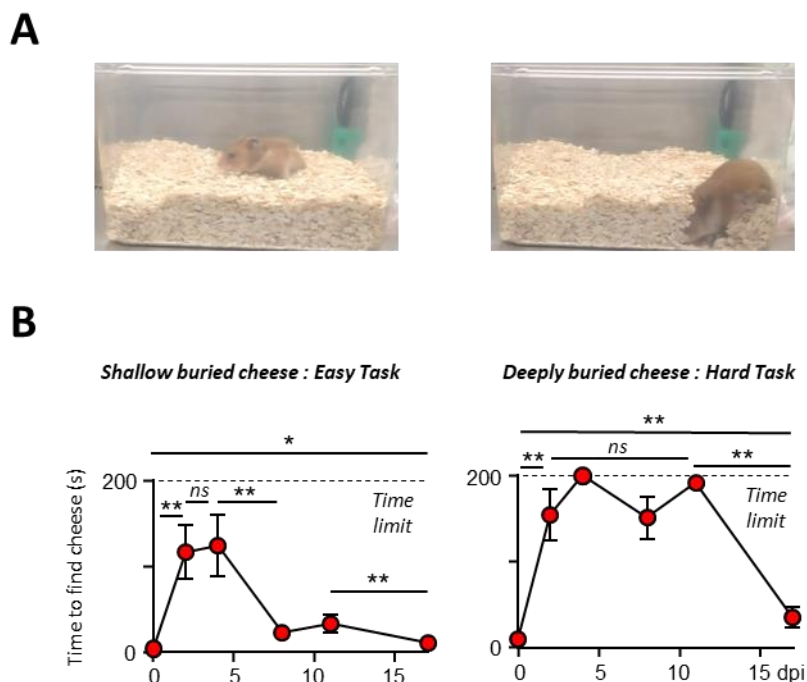 A
B
Shallow buried cheese : Easy Task
Deeply buried cheese : Hard Task
*
**
ns
**
**
200
Time
limit
**
0
Time to find cheese (s)
0
5
10
15
**
**
ns
**
200
Time
limit
0
0
5
10
15 dpi